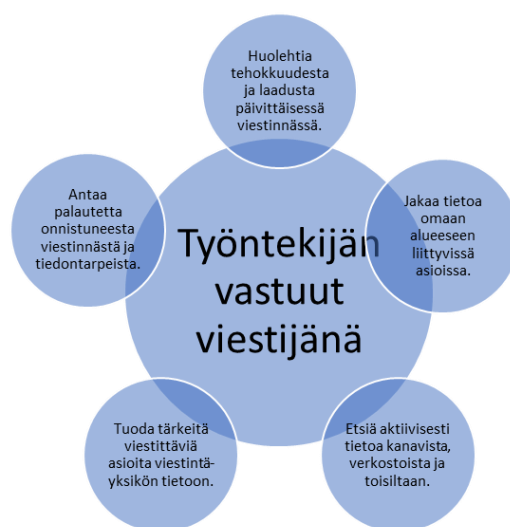 Huolehtia
tehokkuudesta
ja laadusta
päivittäisessä
viestinnässä.
Antaa
palautetta
onnistuneesta
viestinnästä ja
tiedontarpeista.
Jakaa tietoa
omaan
alueeseen
liittyvissä
asioissa.
Työntekijän
vastuut
viestijänä
Tuoda tärkeitä
viestittäviä
asioita viestintä-
yksikön tietoon.
Etsiä aktiivisesti
tietoa kanavista,
verkostoista ja
toisiltaan.